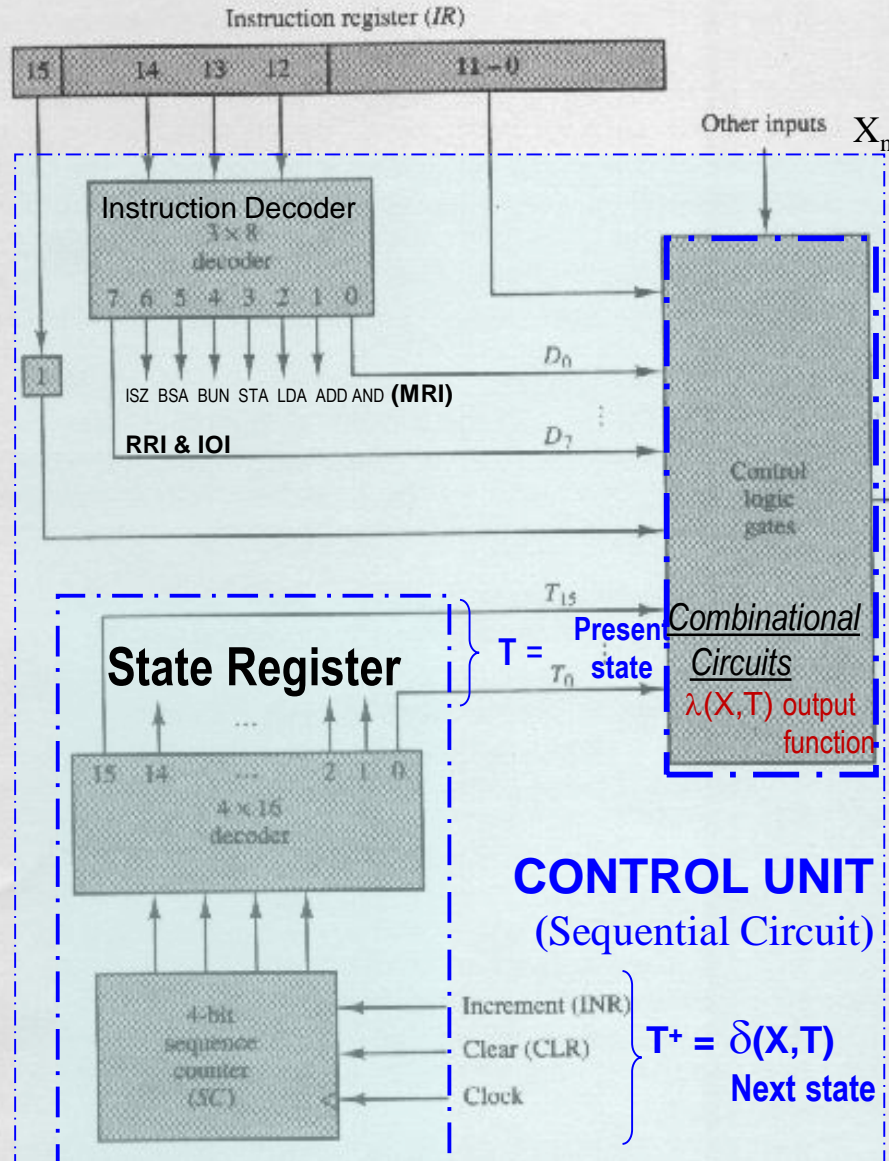 Instruction register (IR)
15 14 13 12 11 – 0
Other inputs Xn
Instruction Decoder
3 × 8
decoder
7 6 5 4 3 2 1 0
I
D0
ISZ BSA BUN STA LDA ADD AND (MRI)
⋮
RRI & IOI
D7
Control
logic
gates
T15
State Register
T = Present
state
⋮
T0
Combinational
Circuits
λ(X,T) output
function
...
15 14 ... 2 1 0
4 × 16
decoder
CONTROL UNIT
(Sequential Circuit)
4-bit
sequence
counter
(SC)
Increment (INR)
Clear (CLR)
Clock
T+ = δ(X,T)
Next state